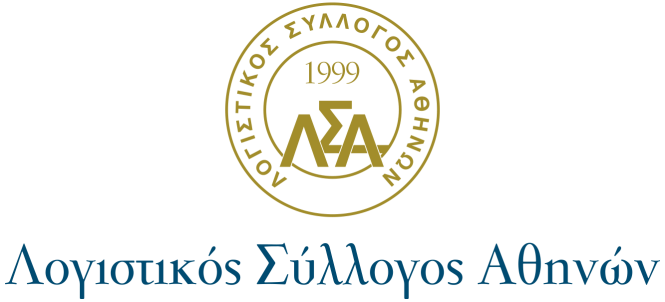 ΛΟΓΙΣΤΙΚΟΣ ΣΥΛΛΟΓΟΣ ΑΘΗΝΩΝ
1999
ΛΣΑ
Λογιστικός Σύλλογος Αθηνών